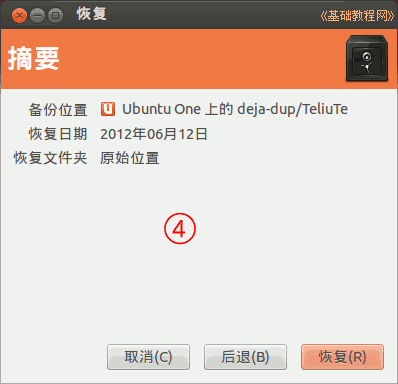 恢复
《基础教程网》
摘要
备份位置 Ubuntu One 上的 deja-dup/TeliuTe
恢复日期 2012年06月12日
恢复文件夹 原始位置
④
取消(C) 后退(B) 恢复(R)